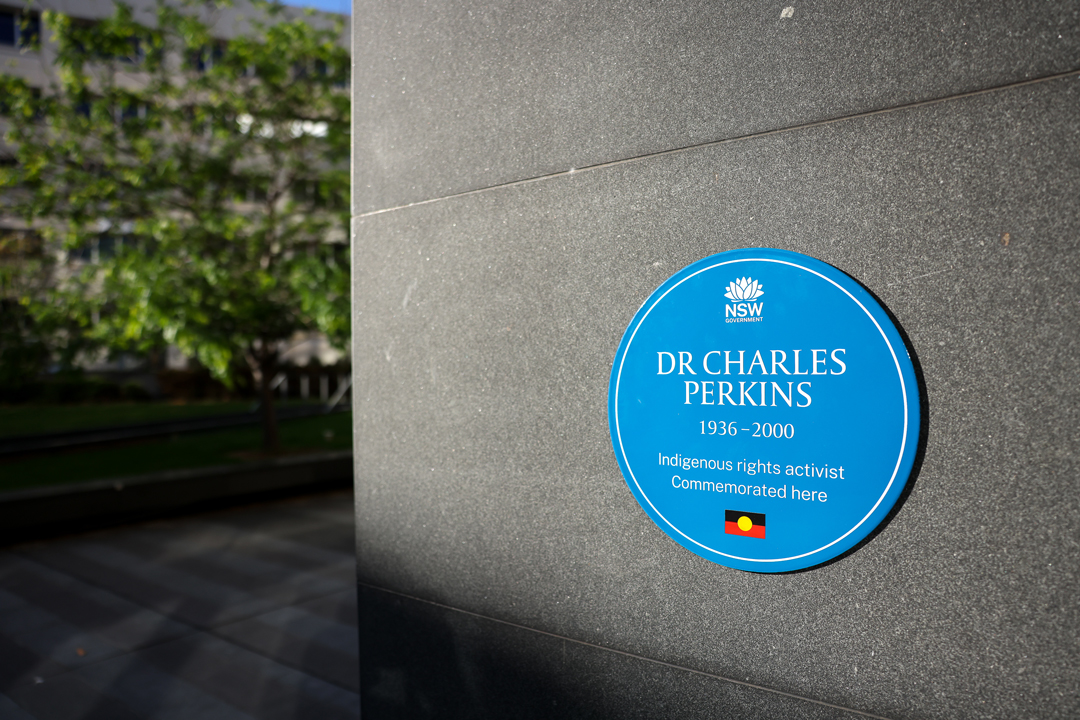 NSW
GOVERNMENT
DR CHARLES
PERKINS
1936–2000
Indigenous rights activist
Commemorated here